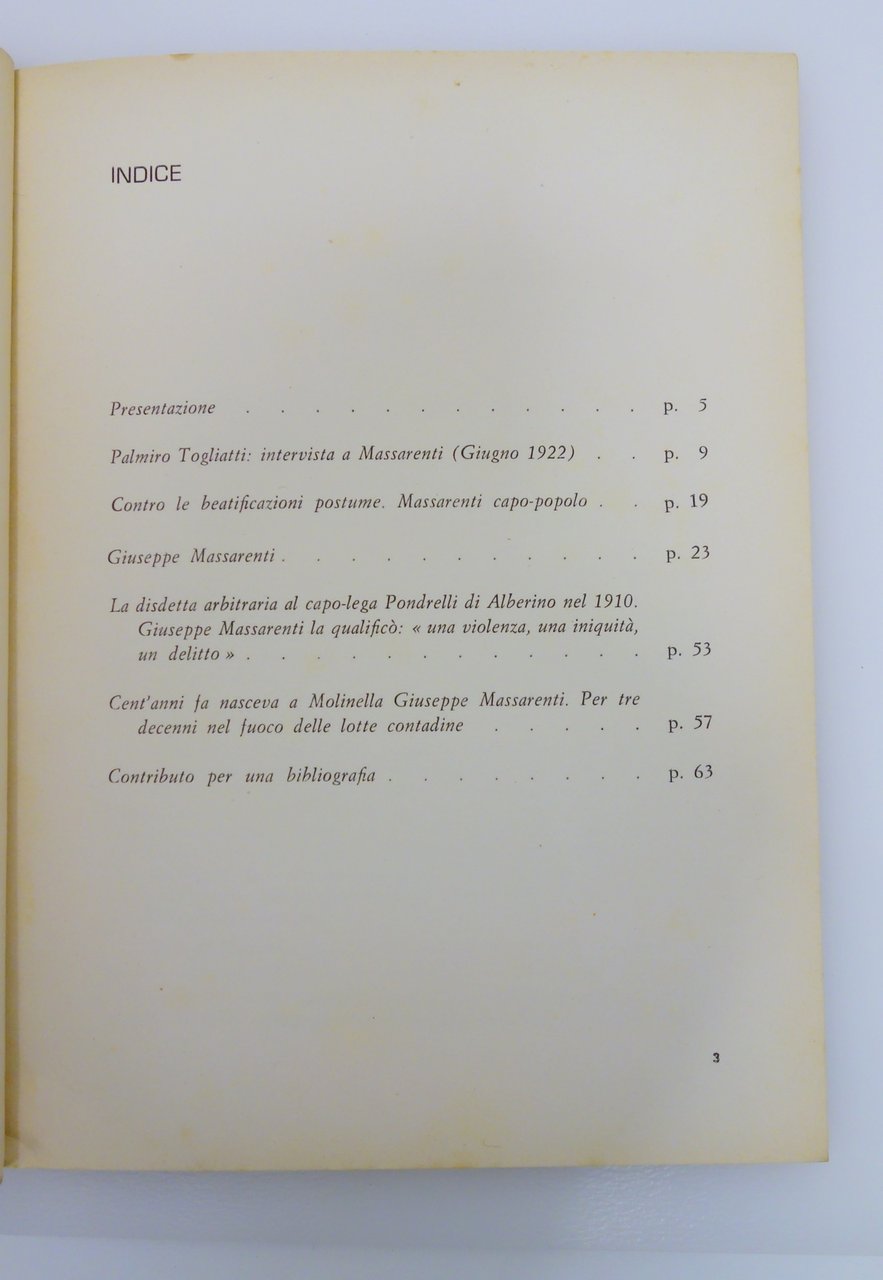 INDICE
Presentazione . . . . . . . . . . . . p. 5
Palmiro Togliatti: intervista a Massarenti (Giugno 1922) . . p. 9
Contro le beatificazioni postume. Massarenti capo-popolo . . p. 19
Giuseppe Massarenti . . . . . . . . . . . p. 23
La disdetta arbitraria al capo-lega Pondrelli di Alberino nel 1910.
Giuseppe Massarenti la qualificò: « una violenza, una iniquità,
un delitto » . . . . . . . . . . . . p. 53
Cent'anni fa nasceva a Molinella Giuseppe Massarenti. Per tre
decenni nel fuoco delle lotte contadine . . . . . p. 57
Contributo per una bibliografia . . . . . . . . p. 63
3